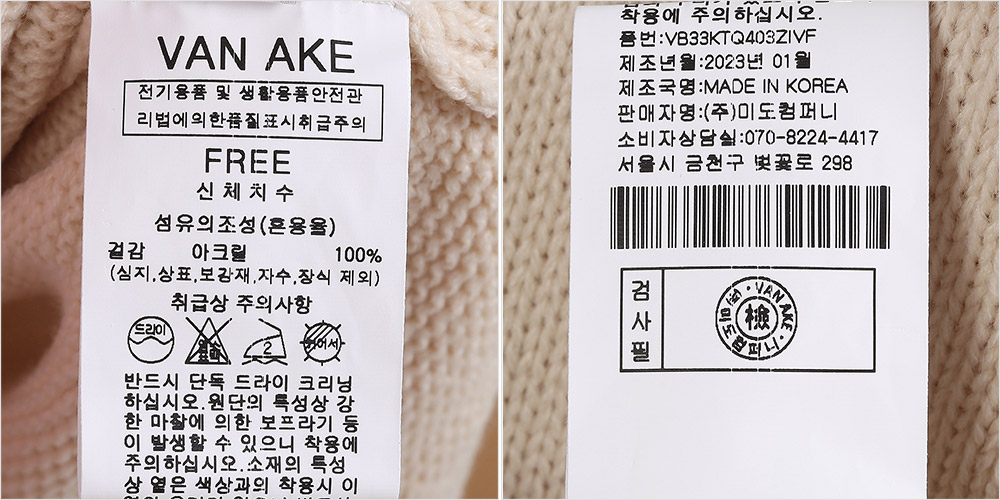 VAN AKE
전기용품 및 생활용품안전관
리법에의한품질표시취급주의
FREE
신체치수
섬유의조성(혼용율)
겉감 아크릴 100%
(심지,상표,보강재,자수,장식 제외)
취급상 주의사항
드라이
2
반드시 단독 드라이 크리닝
하십시오.원단의 특성상 강
한 마찰에 의한 보프라기 등
이 발생할 수 있으니 착용에
주의하십시오.소재의 특성
상 옅은 색상과의 착용시 이
착용에 주의하십시오.
품번:VB33KTQ403ZIVF
제조년월:2023년 01월
제조국명:MADE IN KOREA
판매자명:(주)미도컴퍼니
소비자상담실:070-8224-4417
서울시 금천구 벚꽃로 298
검사필
VAN AKE
(주)미도컴퍼니
檢